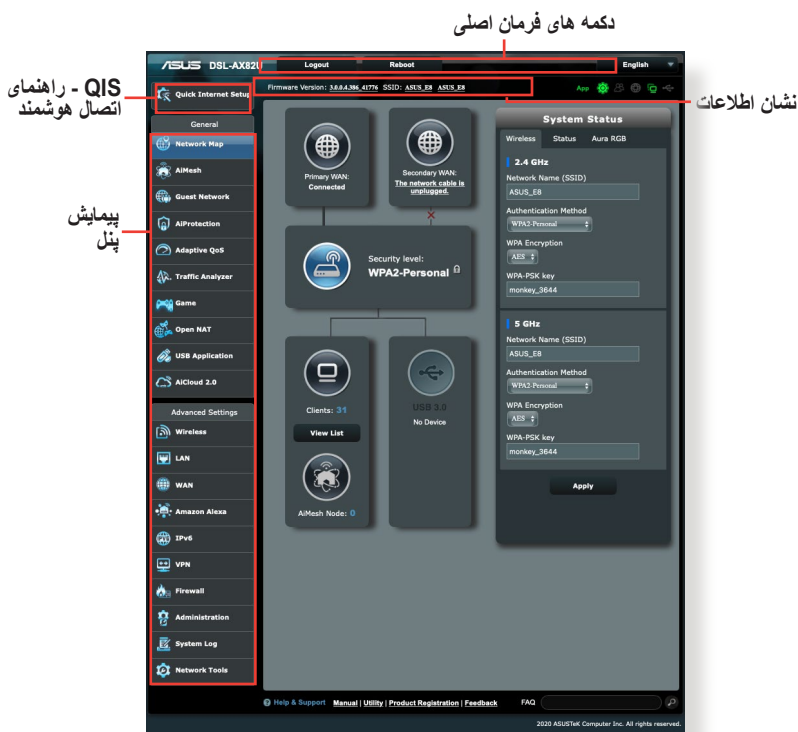 دکمه های فرمان اصلی
QIS - راهنمای
اتصال هوشمند
نشان اطلاعات
پیمایش
پنل
ASUS DSL-AX82U
Logout
Reboot
English
Quick Internet Setup
Firmware Version: 3.0.0.4.386_41776 SSID: ASUS_E8 ASUS_E8
App
General
Network Map
AiMesh
Guest Network
AiProtection
Adaptive QoS
Traffic Analyzer
Game
Open NAT
USB Application
AiCloud 2.0
Advanced Settings
Wireless
LAN
WAN
Amazon Alexa
IPv6
VPN
Firewall
Administration
System Log
Network Tools
Primary WAN:
Connected
Secondary WAN:
The network cable is
unplugged.
Security level:
WPA2-Personal
Clients: 31
View List
AiMesh Node: 0
USB 3.0
No Device
System Status
Wireless Status Aura RGB
2.4 GHz
Network Name (SSID)
ASUS_E8
Authentication Method
WPA2-Personal
WPA Encryption
AES
WPA-PSK key
monkey_3644
5 GHz
Network Name (SSID)
ASUS_E8
Authentication Method
WPA2-Personal
WPA Encryption
AES
WPA-PSK key
monkey_3644
Apply
Help & Support Manual | Utility | Product Registration | Feedback FAQ
2020 ASUSTeK Computer Inc. All rights reserved.